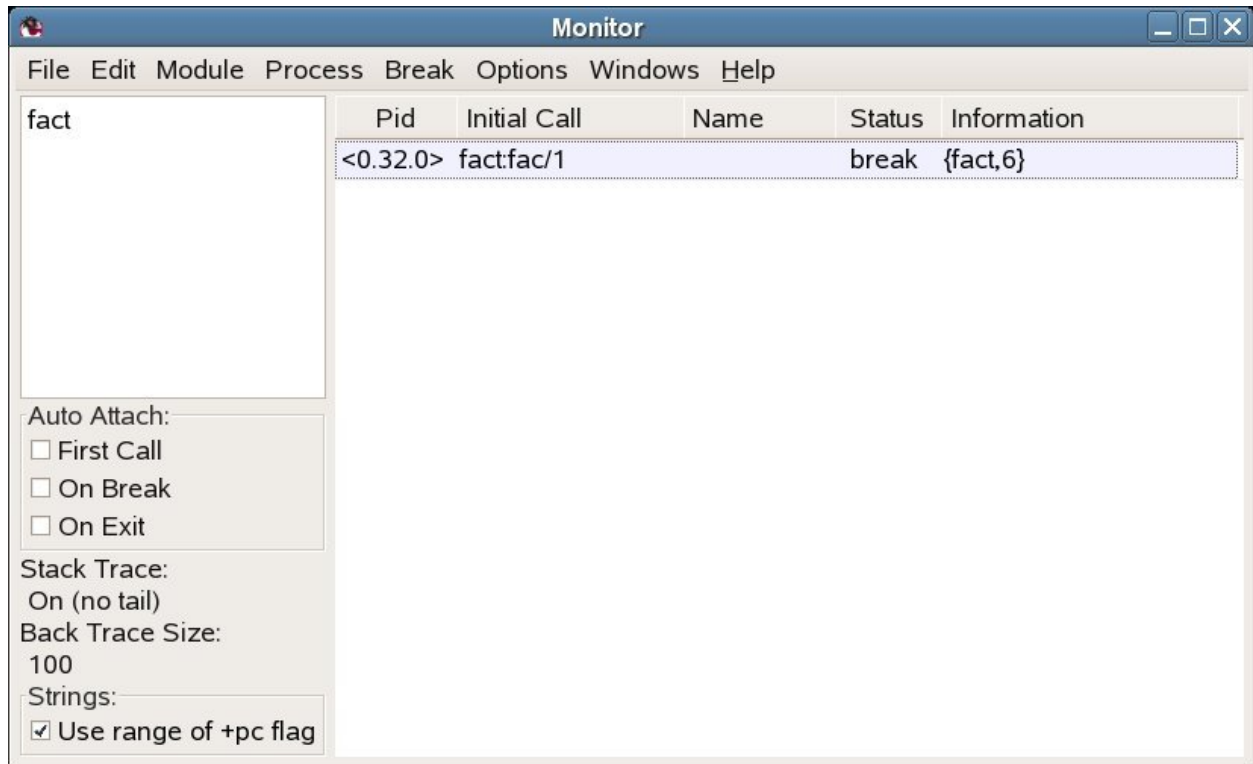 Monitor
File Edit Module Process Break Options Windows Help
fact
Pid Initial Call Name Status Information
<0.32.0> fact:fac/1 break {fact,6}
Auto Attach:
First Call
On Break
On Exit
Stack Trace:
On (no tail)
Back Trace Size:
100
Strings:
Use range of +pc flag